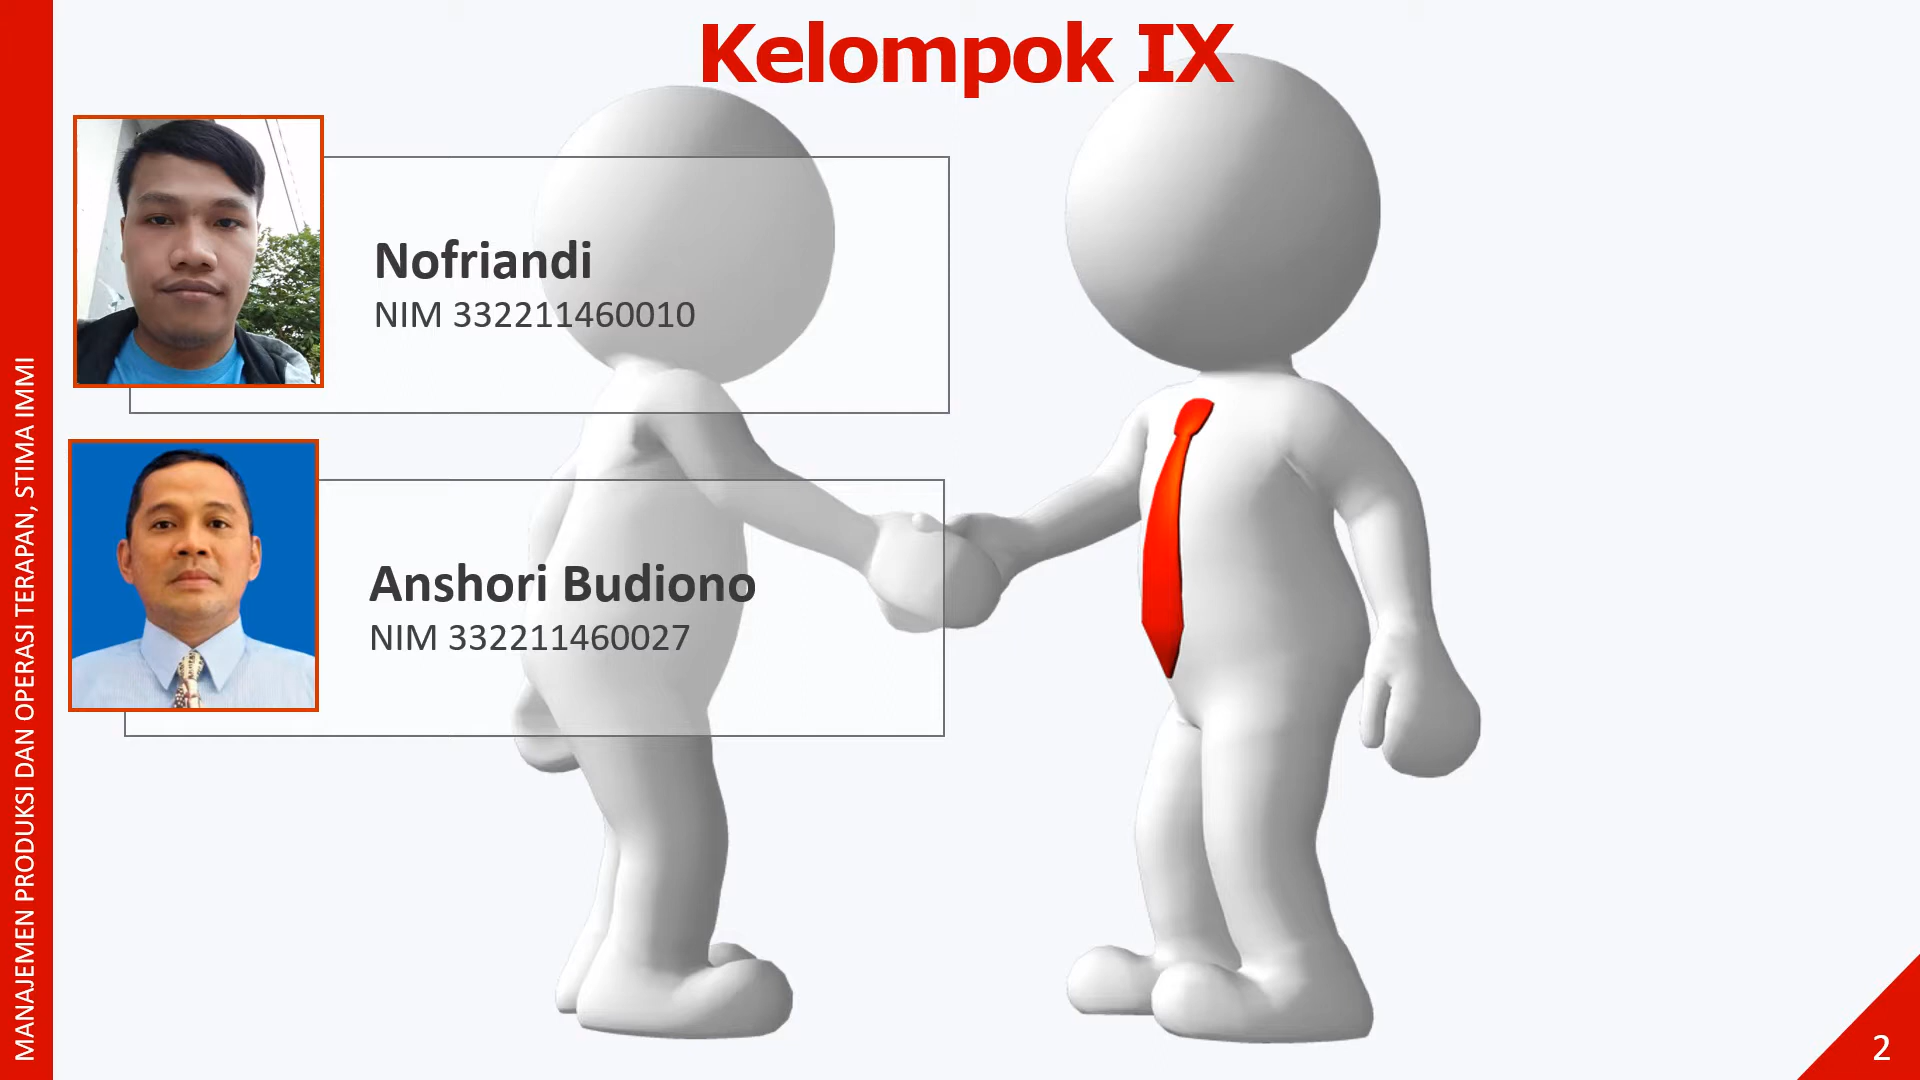 Kelompok IX
Nofriandi
NIM 332211460010
Anshori Budiono
NIM 332211460027
MANAJEMEN PRODUKSI DAN OPERASI TERAPAN, STIMA IMMI
2